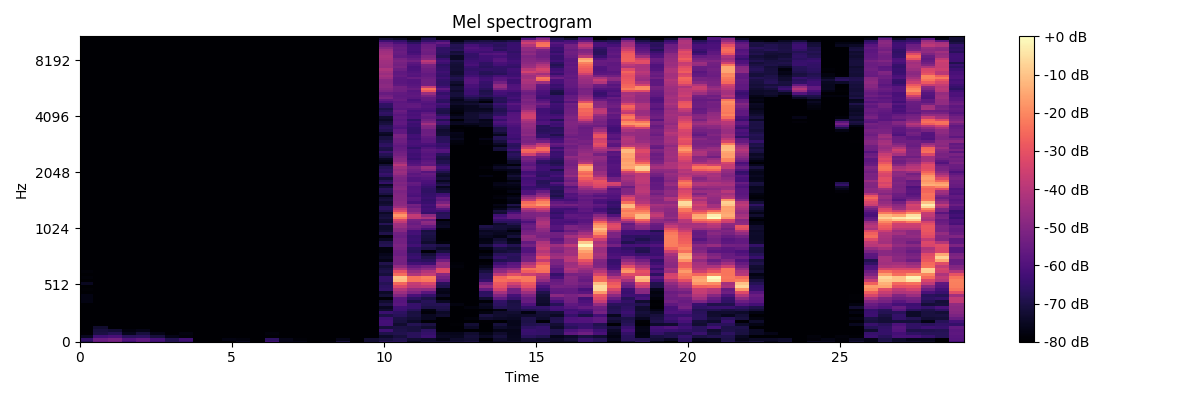 Mel spectrogram
8192
4096
2048
1024
512
0
Hz
0 5 10 15 20 25
Time
+0 dB
-10 dB
-20 dB
-30 dB
-40 dB
-50 dB
-60 dB
-70 dB
-80 dB